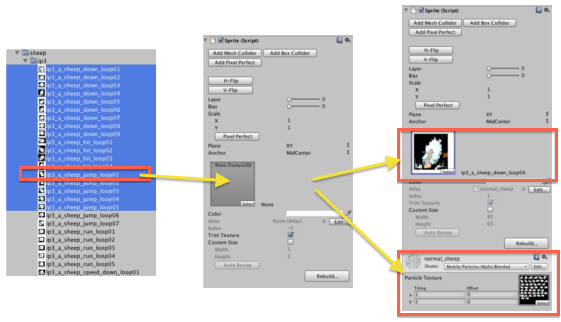 sheep
ip3
ip3_a_sheep_down_loop01
ip3_a_sheep_down_loop02
ip3_a_sheep_down_loop03
ip3_a_sheep_down_loop04
ip3_a_sheep_down_loop05
ip3_a_sheep_down_loop06
ip3_a_sheep_down_loop07
ip3_a_sheep_down_loop08
ip3_a_sheep_down_loop09
ip3_a_sheep_hit_loop01
ip3_a_sheep_hit_loop02
ip3_a_sheep_hit_loop03
ip3_a_sheep_jump_loop01
ip3_a_sheep_jump_loop02
ip3_a_sheep_jump_loop03
ip3_a_sheep_jump_loop04
ip3_a_sheep_jump_loop05
ip3_a_sheep_jump_loop06
ip3_a_sheep_jump_loop07
ip3_a_sheep_run_loop01
ip3_a_sheep_run_loop02
ip3_a_sheep_run_loop03
ip3_a_sheep_run_loop04
ip3_a_sheep_run_loop05
ip3_a_sheep_speed_down_loop01
Sprite (Script)
Add Mesh Collider Add Box Collider
Add Pixel Perfect
H-Flip
V-Flip
Layer 0
Bias 0
Scale
X 1
Y 1
Pixel Perfect
Plane XY
Anchor MidCenter
None (Texture2D)
Select None
Color
Atlas None (Atlas) Edit...
Index -1
Trim Texture
Custom Size
Width 1
Height 1
Auto Resize
Rebuild...
Sprite (Script)
Add Mesh Collider Add Box Collider
Add Pixel Perfect
H-Flip
V-Flip
Layer 0
Bias 0
Scale
X 1
Y 1
Pixel Perfect
Plane XY
Anchor MidCenter
Select ip3_a_sheep_down_loop04
Atlas normal_sheep Edit...
Index
Trim Texture
Custom Size
Width 85
Height 65
Auto Resize
Rebuild...
normal_sheep
Shader Mobile/Particles/Alpha Blended Edit...
Particle Texture
Tiling Offset
x 1 0
y 1 0
Select